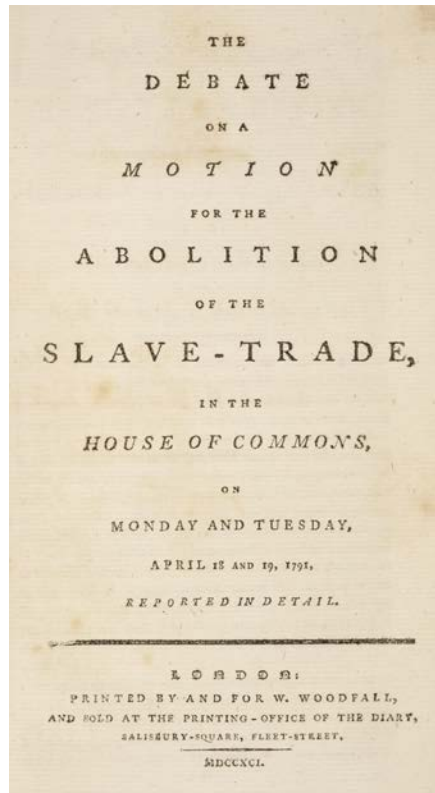 THE
DEBATE
ON A
MOTION
FOR THE
ABOLITION
OF THE
SLAVE-TRADE,
IN THE
HOUSE OF COMMONS,
ON
MONDAY AND TUESDAY,
APRIL 18 AND 19, 1791,
REPORTED IN DETAIL.
LONDON:
PRINTED BY AND FOR W. WOODFALL,
AND SOLD AT THE PRINTING-OFFICE OF THE DIARY,
SALISBURY-SQUARE, FLEET-STREET,
MDCCXCI.